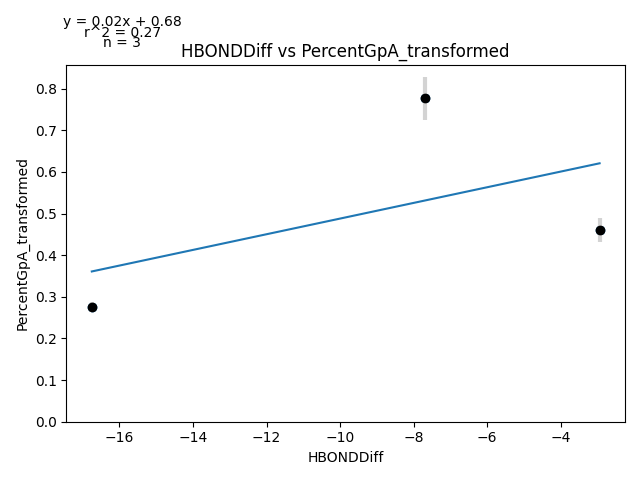 y = 0.02x + 0.68
r^2 = 0.27
n = 3
HBONDDiff vs PercentGpA_transformed
0.8
0.7
0.6
0.5
0.4
0.3
0.2
0.1
0.0
PercentGpA_transformed
−16 −14 −12 −10 −8 −6 −4
HBONDDiff